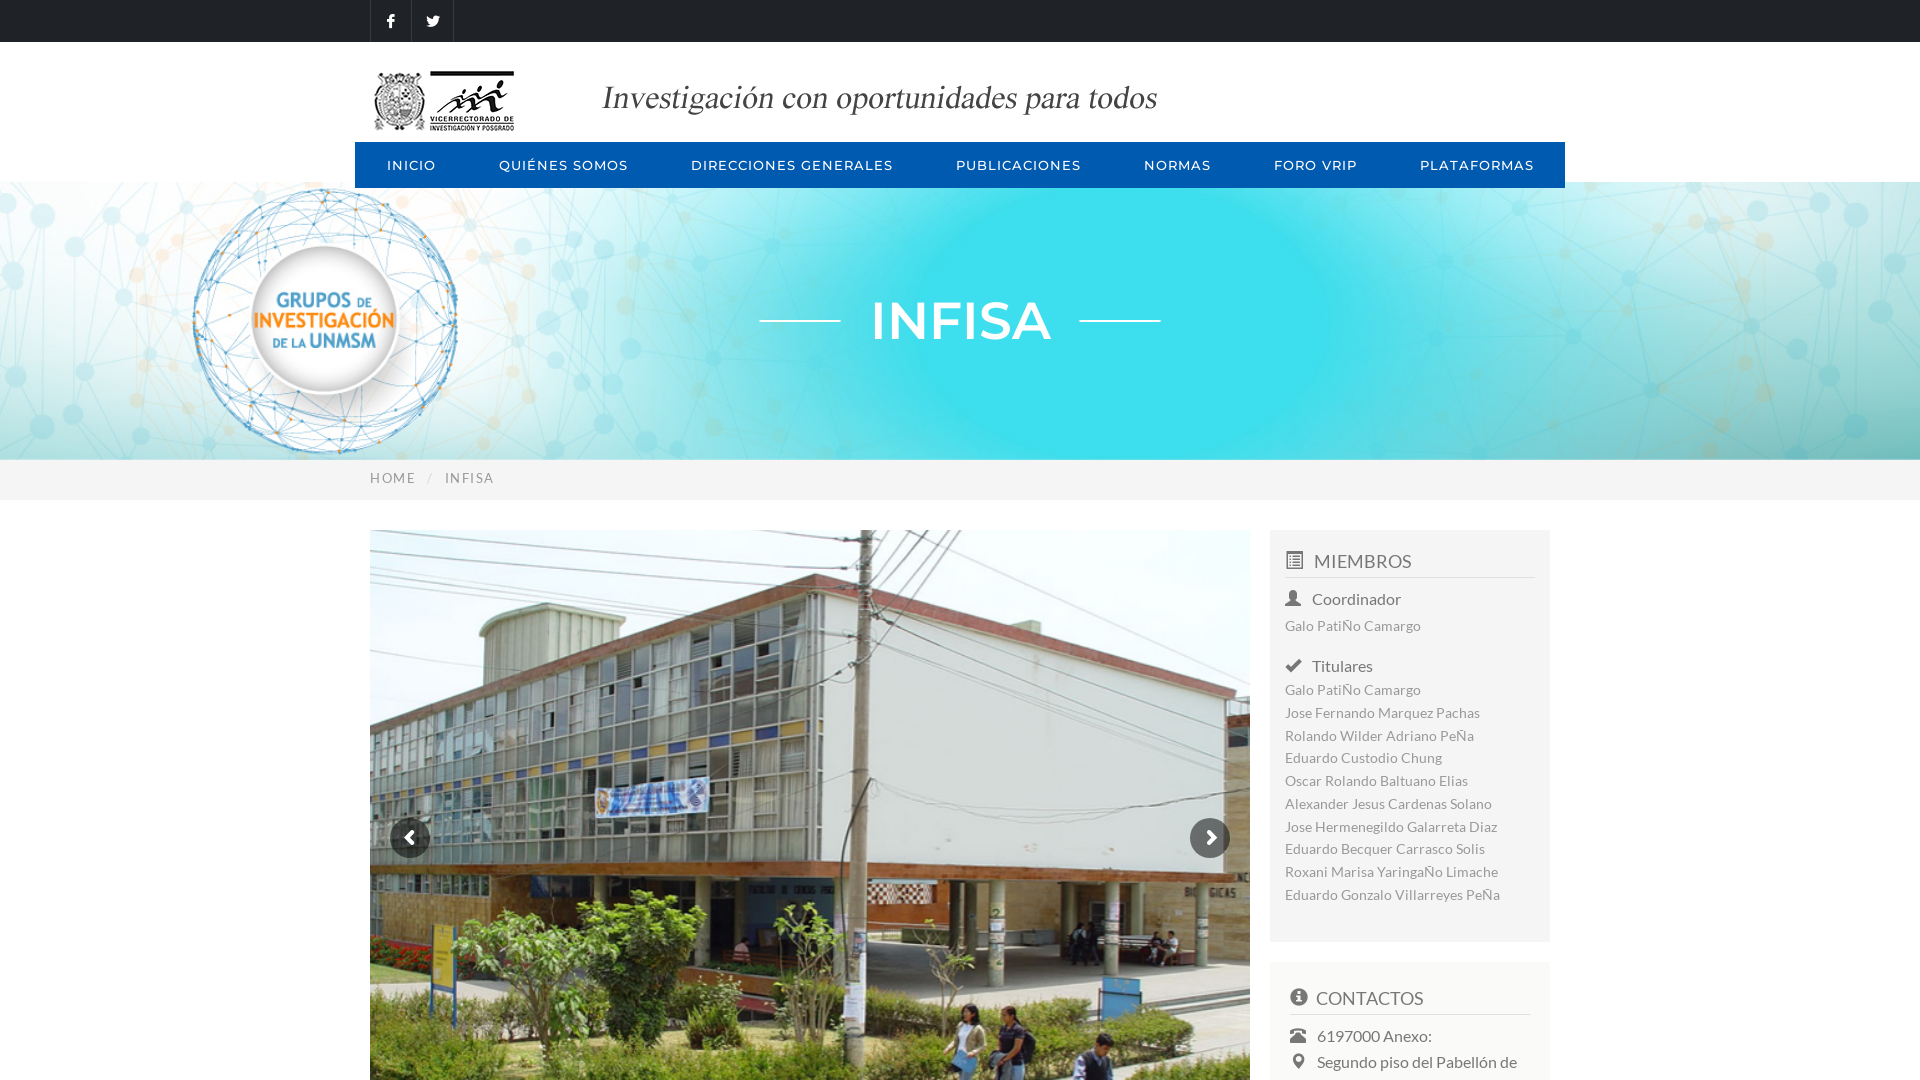 VICERRECTORADO DE
INVESTIGACIÓN Y POSGRADO
Investigación con oportunidades para todos
INICIO
QUIÉNES SOMOS
DIRECCIONES GENERALES
PUBLICACIONES
NORMAS
FORO VRIP
PLATAFORMAS
GRUPOS DE
INVESTIGACIÓN
DE LA UNMSM
INFISA
HOME / INFISA
MIEMBROS
Coordinador
Galo PatiÑo Camargo
Titulares
Galo PatiÑo Camargo
Jose Fernando Marquez Pachas
Rolando Wilder Adriano PeÑa
Eduardo Custodio Chung
Oscar Rolando Baltuano Elias
Alexander Jesus Cardenas Solano
Jose Hermenegildo Galarreta Diaz
Eduardo Becquer Carrasco Solis
Roxani Marisa YaringaÑo Limache
Eduardo Gonzalo Villarreyes PeÑa
CONTACTOS
6197000 Anexo:
Segundo piso del Pabellón de